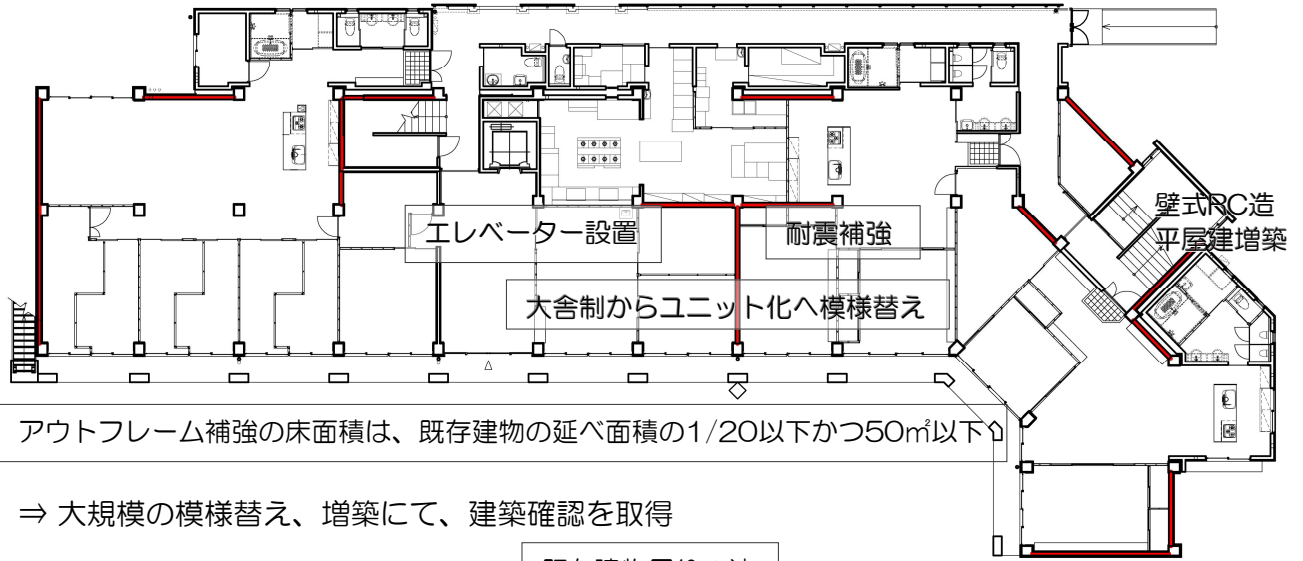 壁式RC造
平屋建増築
エレベーター設置
耐震補強
大舎制からユニット化へ模様替え
アウトフレーム補強の床面積は、既存建物の延べ面積の1/20以下かつ50㎡以下
⇒ 大規模の模様替え、増築にて、建築確認を取得